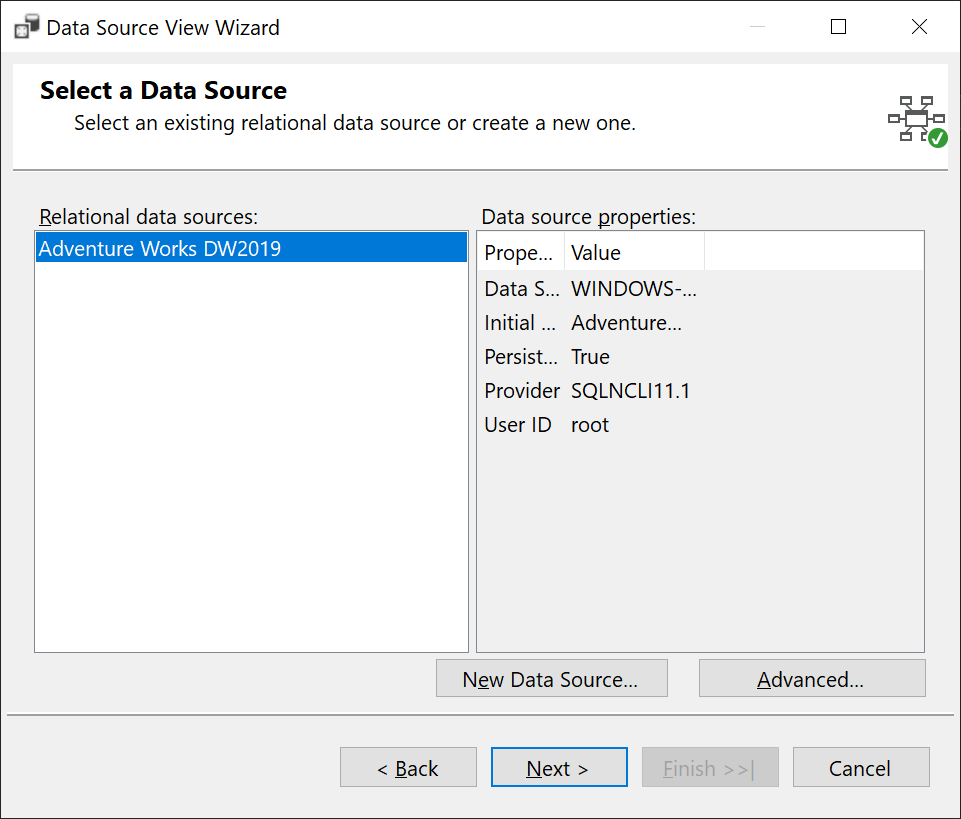 Data Source View Wizard
Select a Data Source
Select an existing relational data source or create a new one.
Relational data sources:
Adventure Works DW2019
Data source properties:
Prope... Value
Data S... WINDOWS-...
Initial ... Adventure...
Persist... True
Provider SQLNCLI11.1
User ID root
New Data Source... Advanced...
< Back Next > Finish >>| Cancel